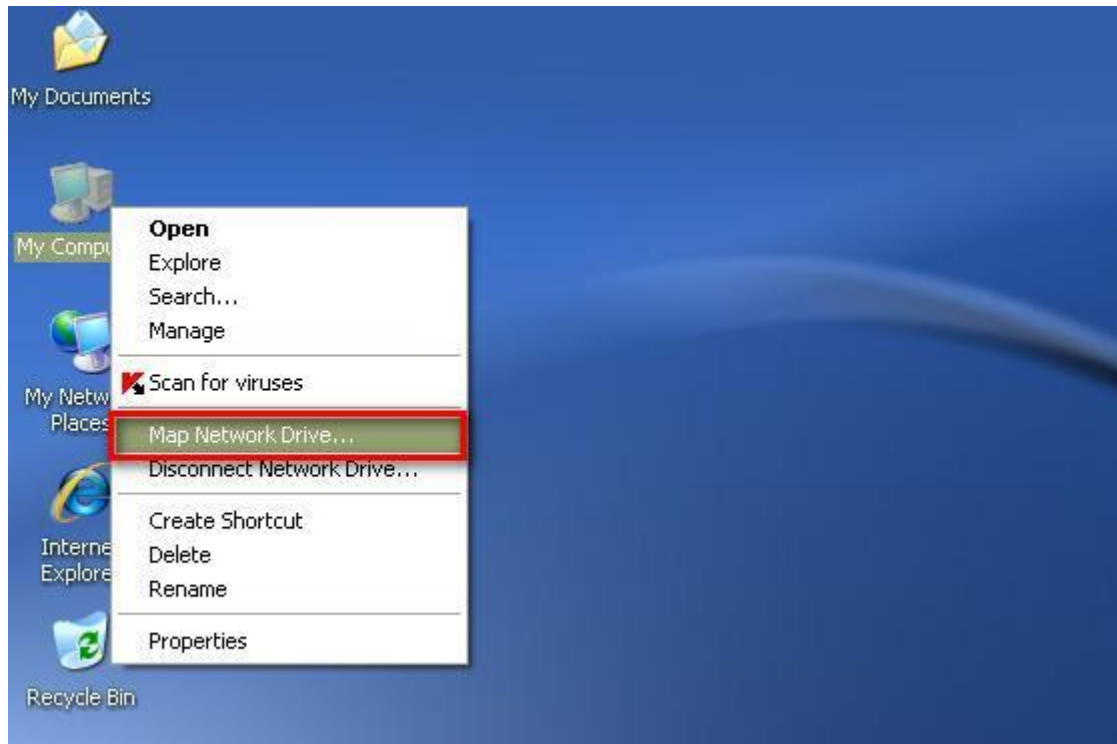 My Documents
My Compu
My Netw
Places
Interne
Explore
Recycle Bin
Open
Explore
Search...
Manage
Scan for viruses
Map Network Drive...
Disconnect Network Drive...
Create Shortcut
Delete
Rename
Properties